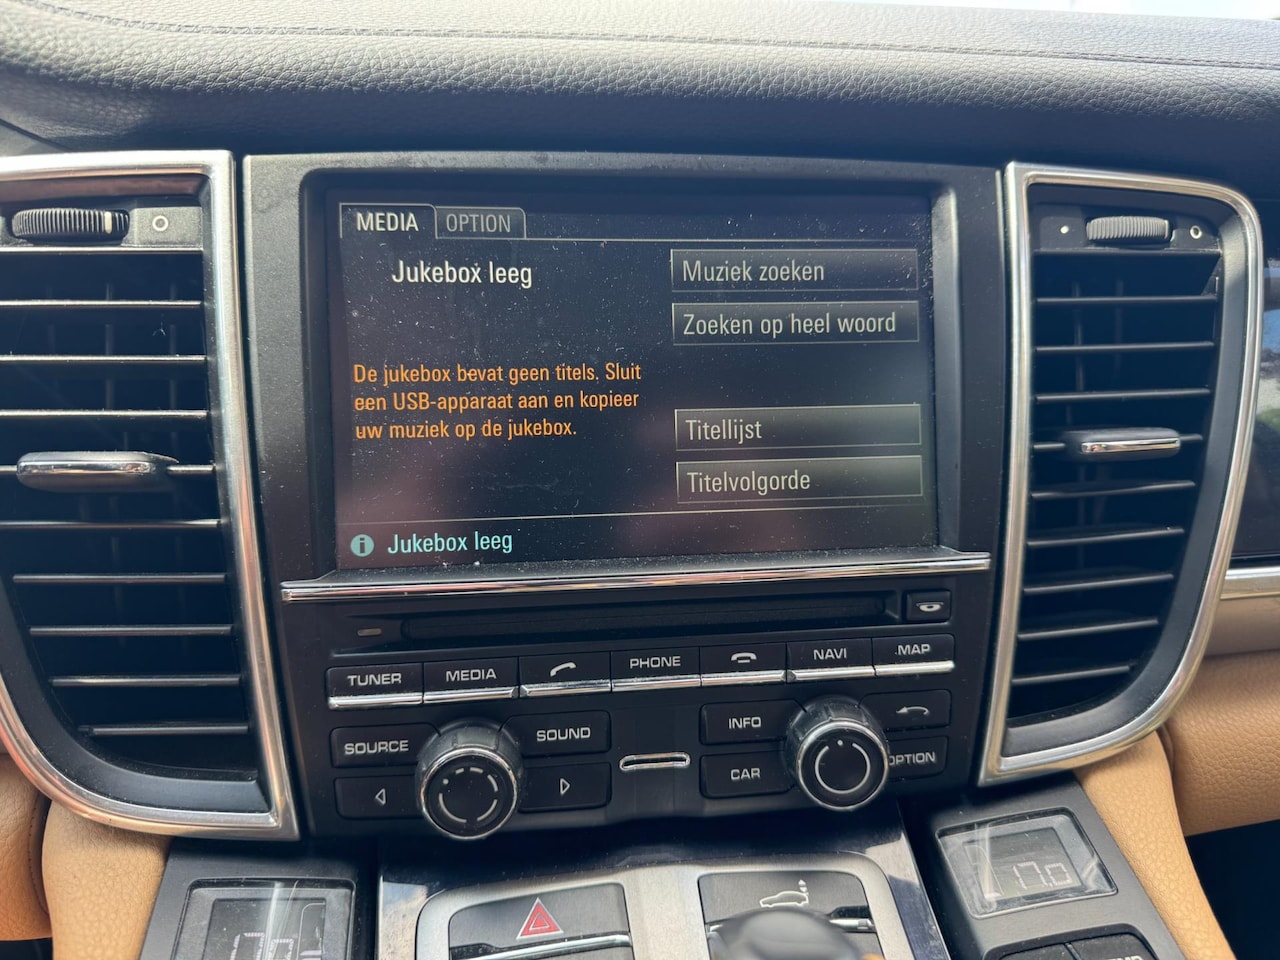 MEDIA OPTION
Jukebox leeg
Muziek zoeken
Zoeken op heel woord
De jukebox bevat geen titels. Sluit
een USB-apparaat aan en kopieer
uw muziek op de jukebox.
Titellijst
Titelvolgorde
i Jukebox leeg
TUNER MEDIA PHONE NAVI MAP
SOURCE SOUND INFO
CAR OPTION
17.0